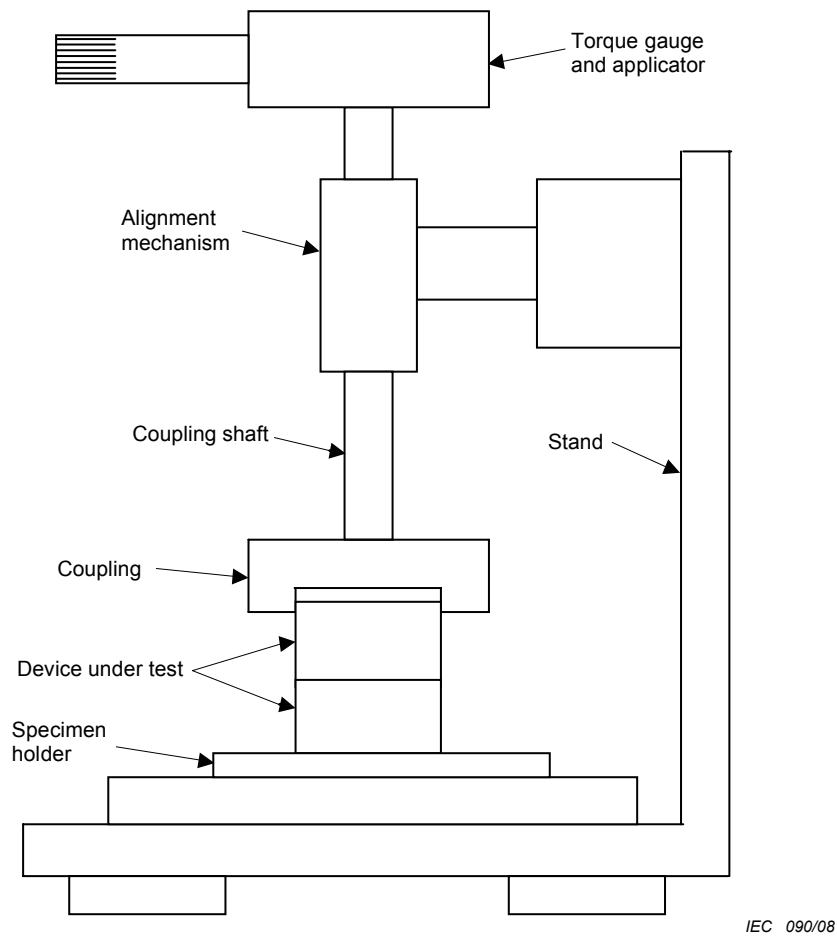 Torque gauge
and applicator
Alignment
mechanism
Coupling shaft
Stand
Coupling
Device under test
Specimen
holder
IEC 090/08